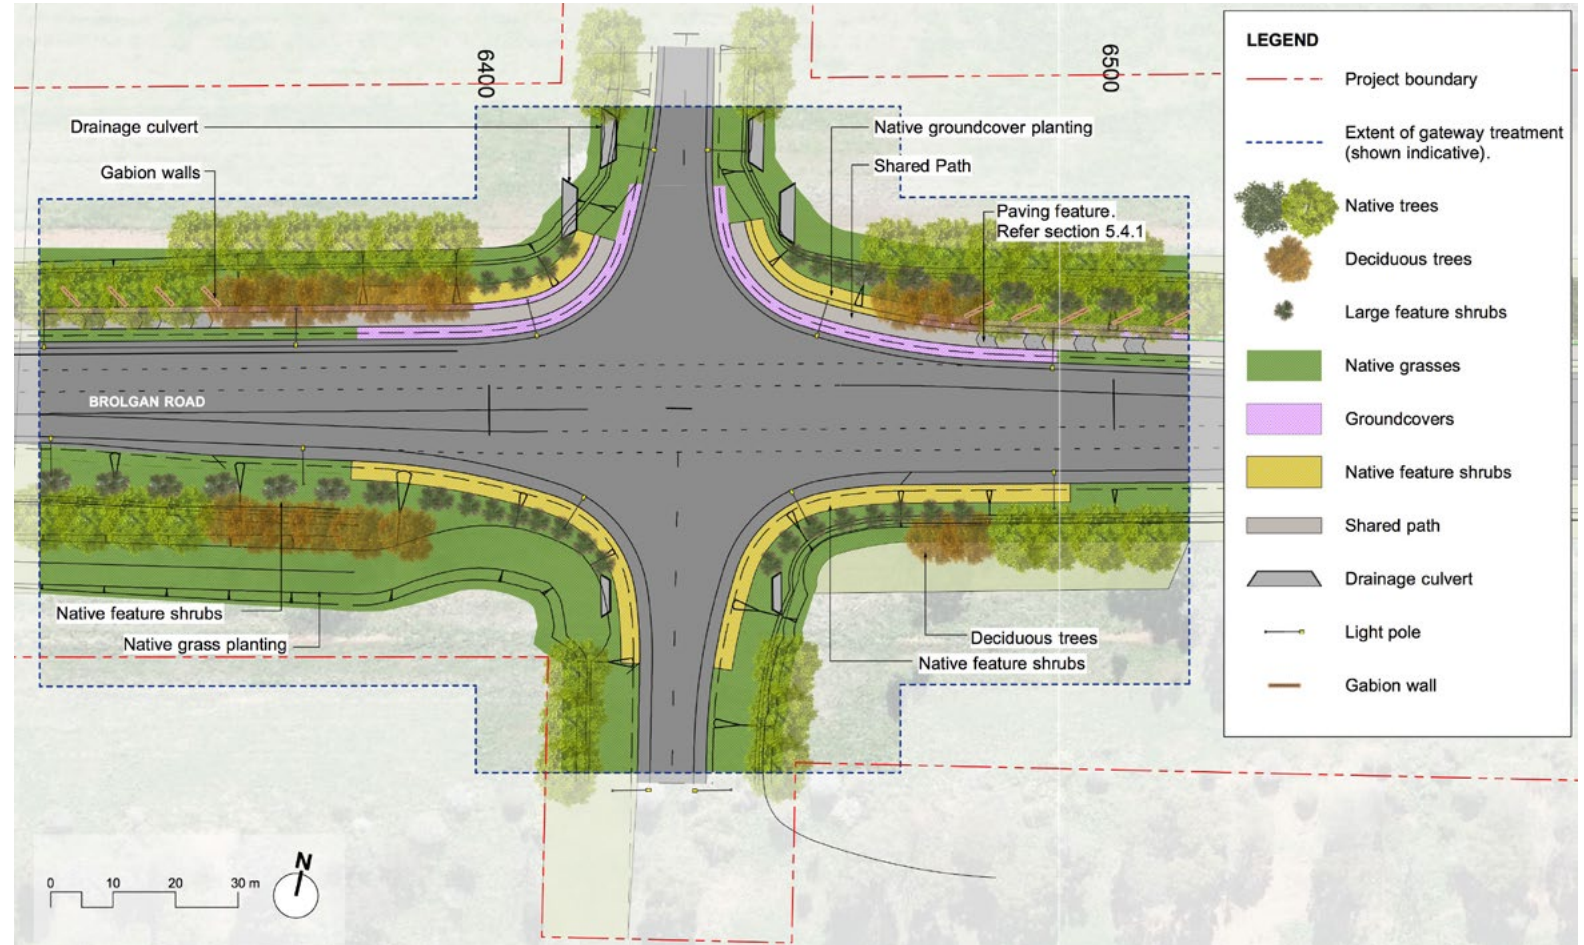 6400
6500
Drainage culvert
Gabion walls
Native groundcover planting
Shared Path
Paving feature.
Refer section 5.4.1
BROLGAN ROAD
Native feature shrubs
Native grass planting
Deciduous trees
Native feature shrubs
0 10 20 30 m
N
LEGEND
Project boundary
Extent of gateway treatment
(shown indicative).
Native trees
Deciduous trees
Large feature shrubs
Native grasses
Groundcovers
Native feature shrubs
Shared path
Drainage culvert
Light pole
Gabion wall